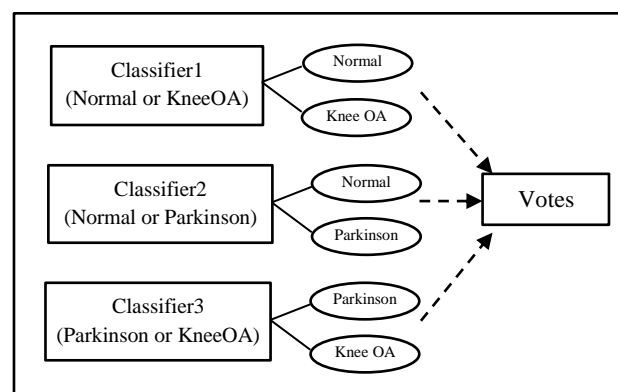 Classifier1
(Normal or KneeOA)
Normal
Knee OA
Classifier2
(Normal or Parkinson)
Normal
Parkinson
Classifier3
(Parkinson or KneeOA)
Parkinson
Knee OA
Votes